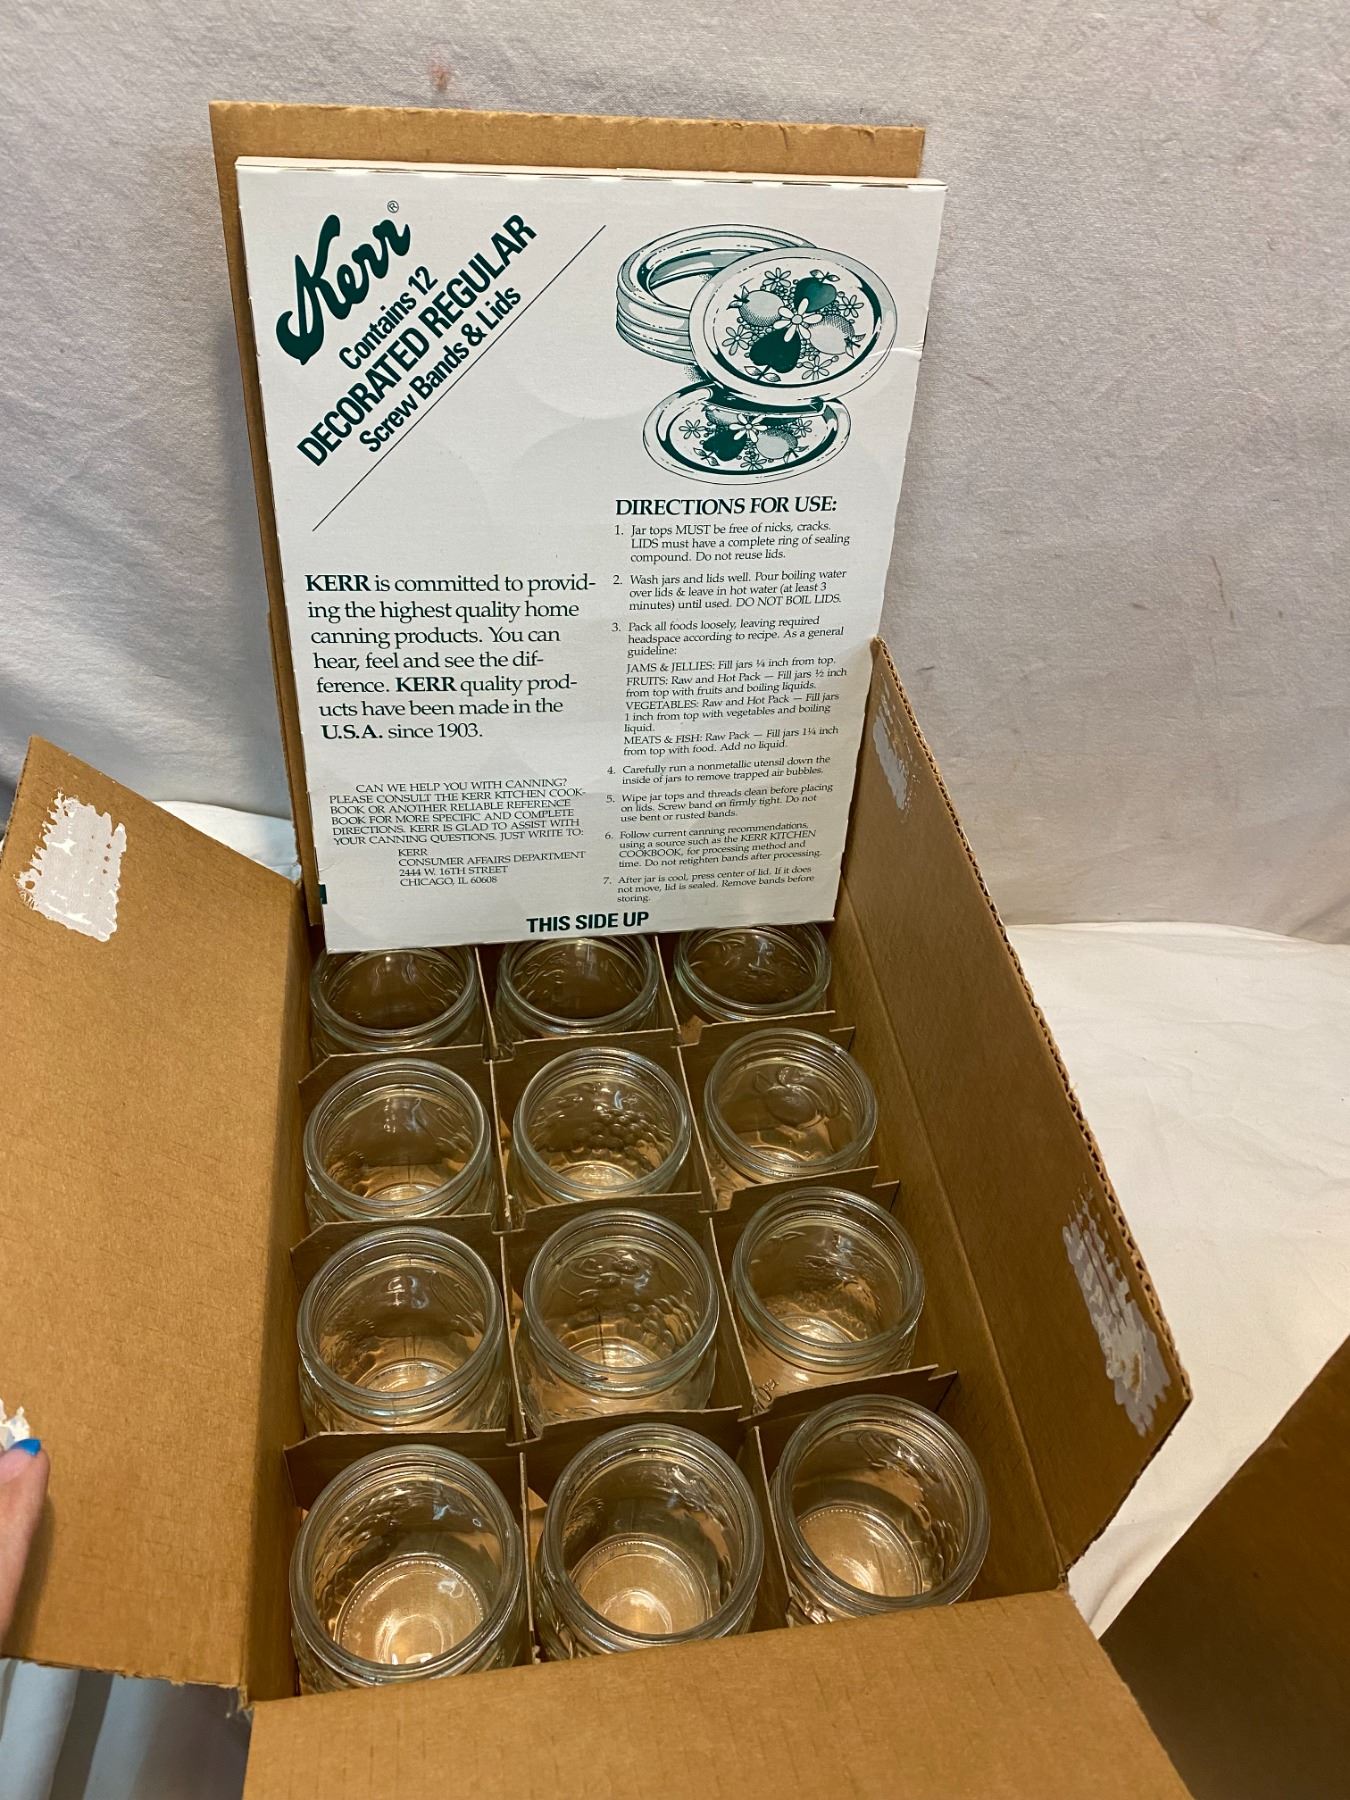 Kerr®
Contains 12
DECORATED REGULAR
Screw Bands & Lids
KERR is committed to provid-
ing the highest quality home
canning products. You can
hear, feel and see the dif-
ference. KERR quality prod-
ucts have been made in the
U.S.A. since 1903.
CAN WE HELP YOU WITH CANNING?
PLEASE CONSULT THE KERR KITCHEN COOK-
BOOK OR ANOTHER RELIABLE REFERENCE
BOOK FOR MORE SPECIFIC AND COMPLETE
DIRECTIONS. KERR IS GLAD TO ASSIST WITH
YOUR CANNING QUESTIONS. JUST WRITE TO:
KERR
CONSUMER AFFAIRS DEPARTMENT
2444 W. 16TH STREET
CHICAGO, IL 60608
DIRECTIONS FOR USE:
1. Jar tops MUST be free of nicks, cracks.
LIDS must have a complete ring of sealing
compound. Do not reuse lids.
2. Wash jars and lids well. Pour boiling water
over lids & leave in hot water (at least 3
minutes) until used. DO NOT BOIL LIDS.
3. Pack all foods loosely, leaving required
headspace according to recipe. As a general
guideline:
JAMS & JELLIES: Fill jars ¼ inch from top.
FRUITS: Raw and Hot Pack — Fill jars ½ inch
from top with fruits and boiling liquids.
VEGETABLES: Raw and Hot Pack — Fill jars
1 inch from top with vegetables and boiling
liquid.
MEATS & FISH: Raw Pack — Fill jars 1¼ inch
from top with food. Add no liquid.
4. Carefully run a nonmetallic utensil down the
inside of jars to remove trapped air bubbles.
5. Wipe jar tops and threads clean before placing
on lids. Screw band on firmly tight. Do not
use bent or rusted bands.
6. Follow current canning recommendations,
using a source such as the KERR KITCHEN
COOKBOOK, for processing method and
time. Do not retighten bands after processing.
7. After jar is cool, press center of lid. If it does
not move, lid is sealed. Remove bands before
storing.
THIS SIDE UP